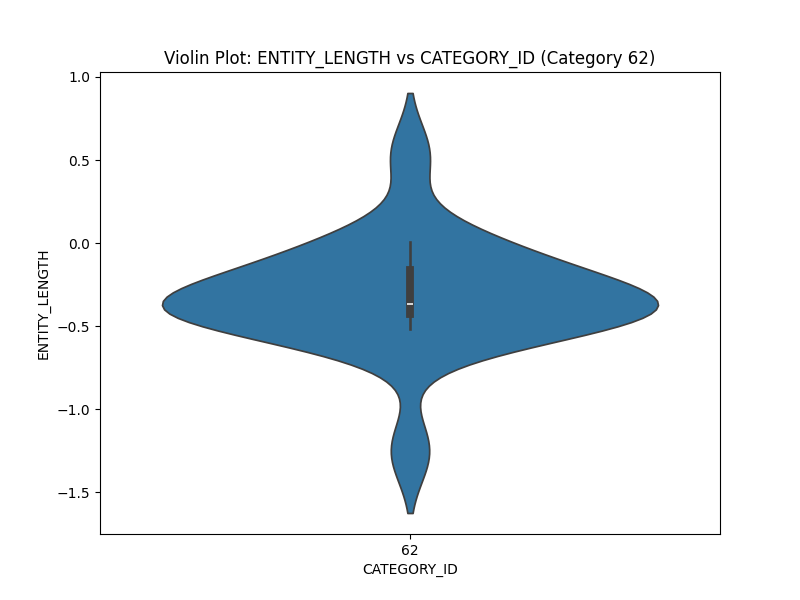 Violin Plot: ENTITY_LENGTH vs CATEGORY_ID (Category 62)
1.0
0.5
0.0
−0.5
−1.0
−1.5
ENTITY_LENGTH
62
CATEGORY_ID